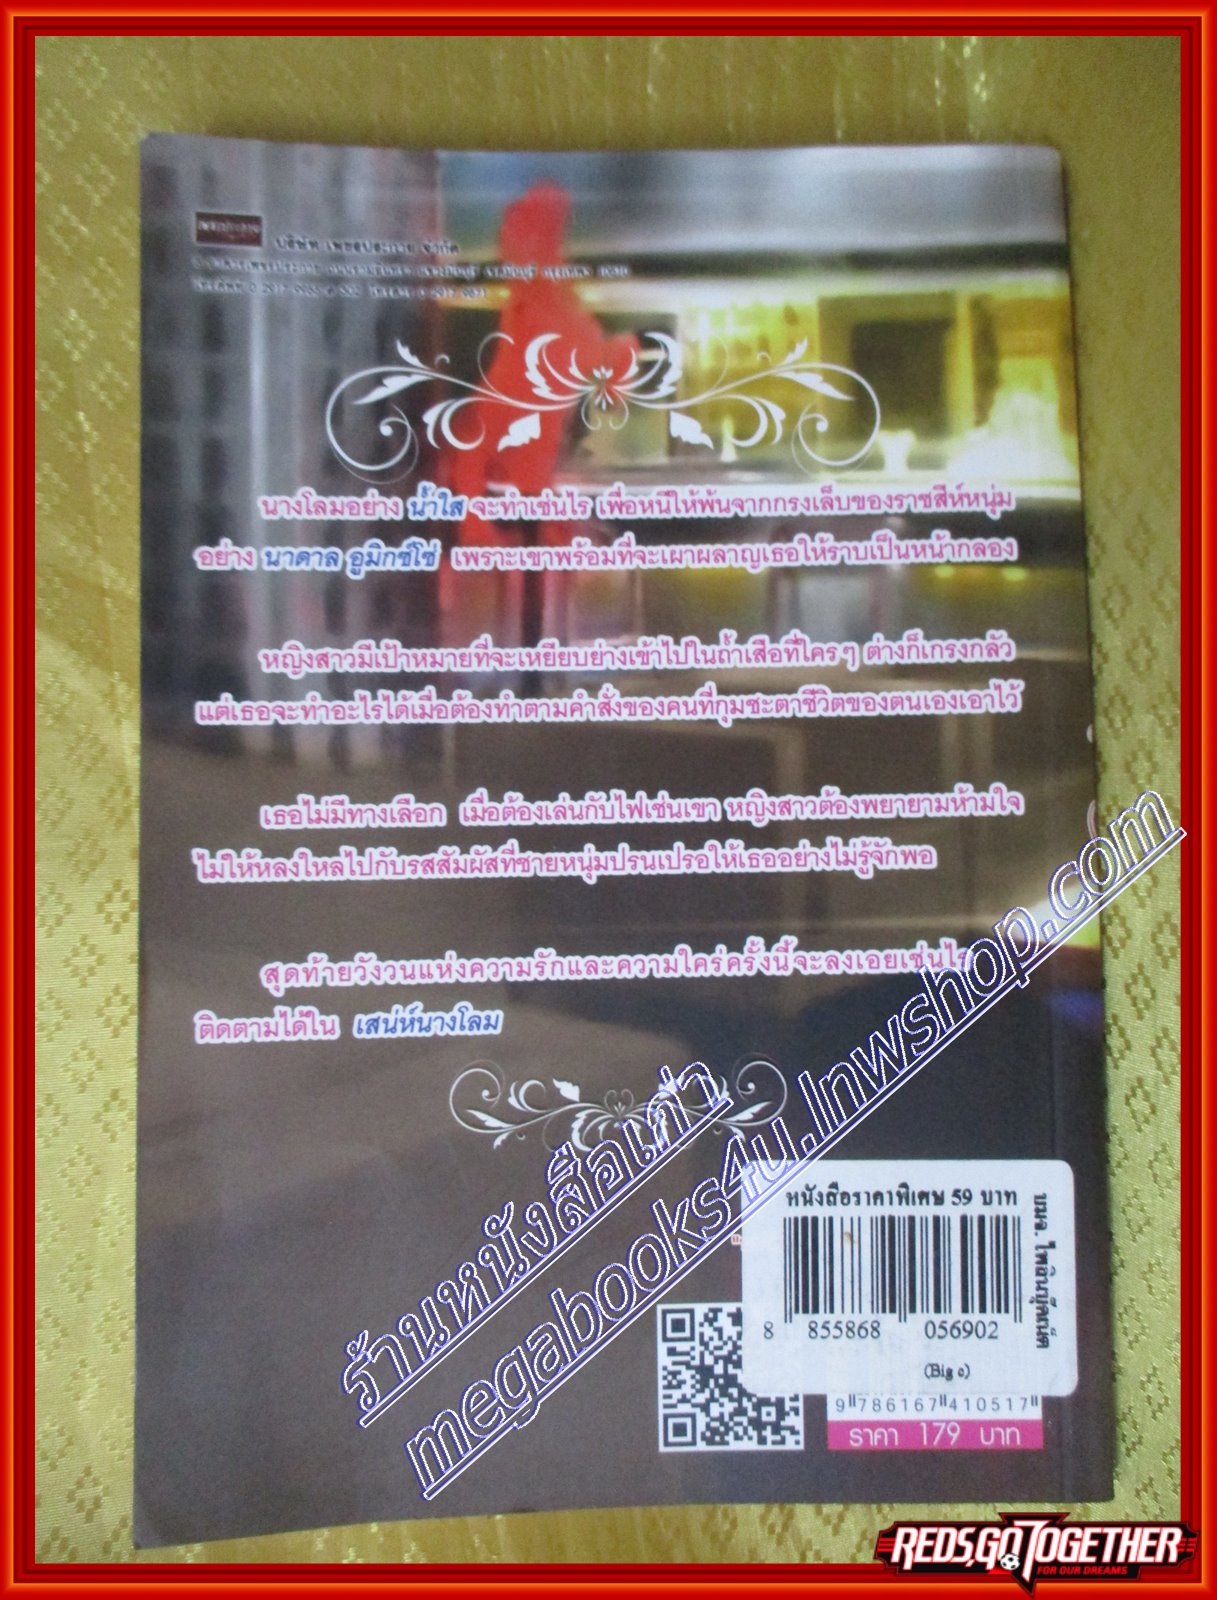 บริษัท เพชรประกาย จำกัด
นางโลมอย่าง น้ำใส จะทำเช่นไร เพื่อหนีให้พ้นจากกรงเล็บของราชสีห์หนุ่ม
อย่าง นาดาล อูมิกซ์โซ่ เพราะเขาพร้อมที่จะเผาผลาญเธอให้ราบเป็นหน้ากลอง
หญิงสาวมีเป้าหมายที่จะเหยียบย่างเข้าไปในถ้ำเสือที่ใครๆ ต่างก็เกรงกลัว
แต่เธอจะทำอะไรได้เมื่อต้องทำตามคำสั่งของคนที่กุมชะตาชีวิตของตนเองเอาไว้
เธอไม่มีทางเลือก เมื่อต้องเล่นกับไฟเช่นเขา หญิงสาวต้องพยายามห้ามใจ
ไม่ให้หลงใหลไปกับรสสัมผัสที่ชายหนุ่มปรนเปรอให้เธออย่างไม่รู้จักพอ
สุดท้ายวังวนแห่งความรักและความใคร่ครั้งนี้จะลงเอยเช่นไร
ติดตามได้ใน เสน่ห์นางโลม
ร้านหนังสือเก่า
megabooks4u.lnwshop.com
หนังสือราคาพิเศษ 59 บาท
8 855868 056902
(Big c)
9 786167 410517
ราคา 179 บาท
REDS,GO TOGETHER
FOR OUR DREAMS